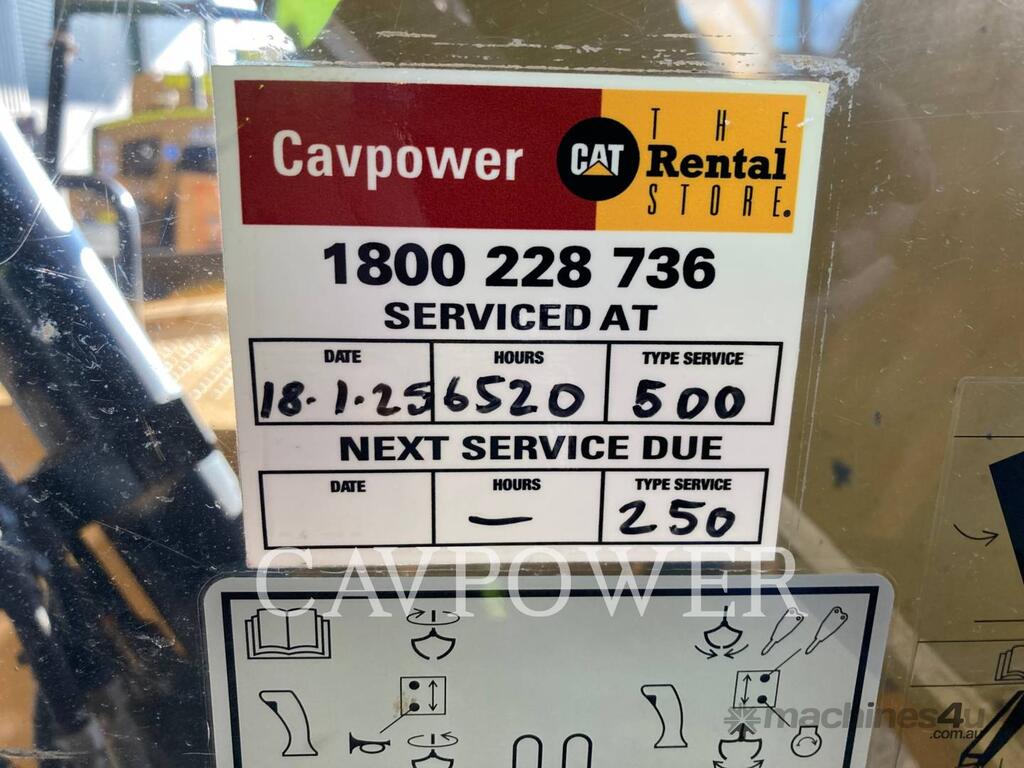 Cavpower
CAT
THE
Rental
STORE.
1800 228 736
SERVICED AT
DATE HOURS TYPE SERVICE
18.1.25 6520 500
NEXT SERVICE DUE
DATE HOURS TYPE SERVICE
— 250
CAVPOWER
machines4u
.com.au